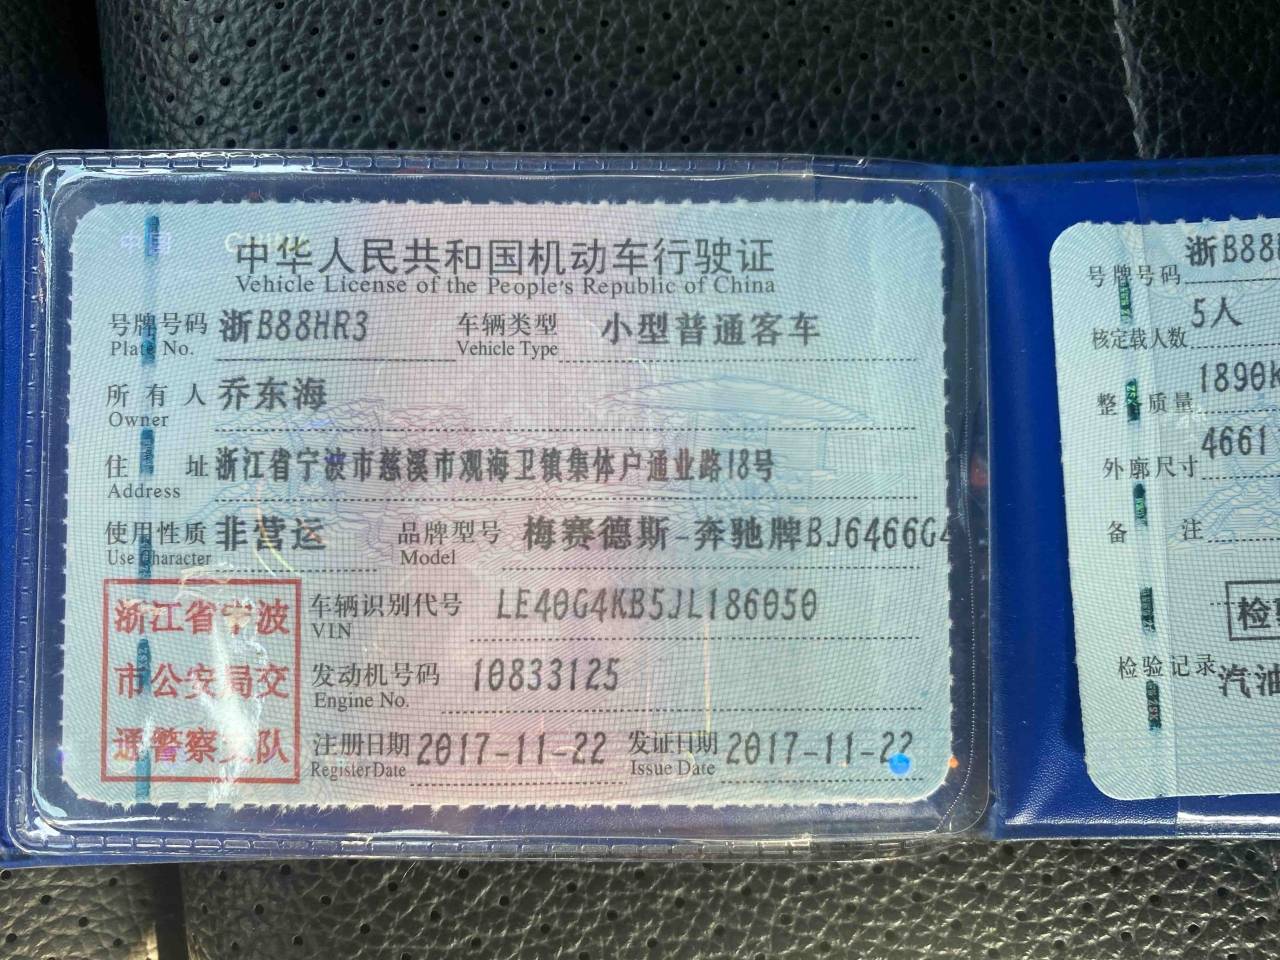 中国 CHINA
中华人民共和国机动车行驶证
Vehicle License of the People's Republic of China
号牌号码 浙B88HR3 车辆类型 小型普通客车
Plate No. Vehicle Type
所有人 乔东海
Owner
住址 浙江省宁波市慈溪市观海卫镇集体户通业路18号
Address
使用性质 非营运 品牌型号 梅赛德斯-奔驰牌BJ6466G4
Use Character Model
浙江省宁波
市公安局交
通警察支队
车辆识别代号 LE40G4KB5JL186050
VIN
发动机号码 10833125
Engine No.
注册日期 2017-11-22 发证日期 2017-11-22
Register Date Issue Date
号牌号码 浙B88
核定载人数 5人
整 质量 1890K
外廓尺寸 4661
备注
检
检验记录 汽油